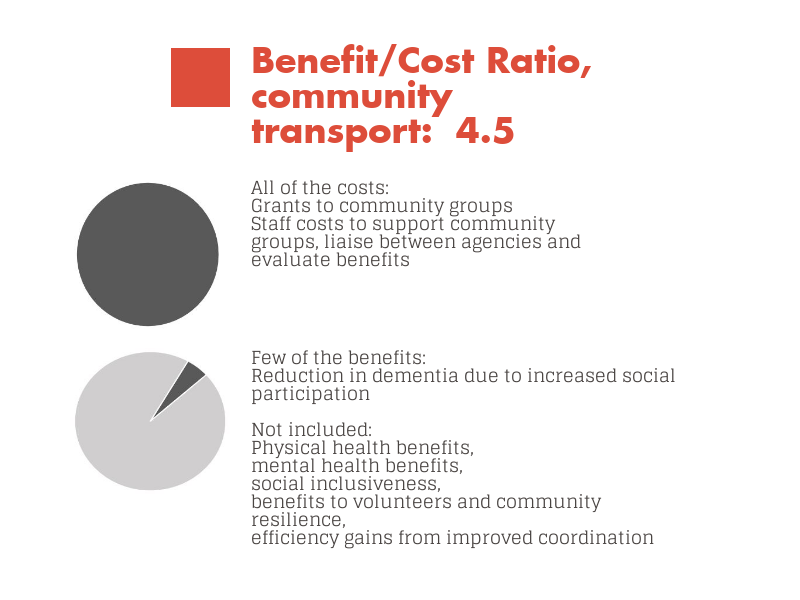 Benefit/Cost Ratio,
community
transport:  4.5
All of the costs:
Grants to community groups
Staff costs to support community
groups, liaise between agencies and
evaluate benefits
Few of the benefits:
Reduction in dementia due to increased social
participation
Not included:
Physical health benefits,
mental health benefits,
social inclusiveness,
benefits to volunteers and community
resilience,
efficiency gains from improved coordination